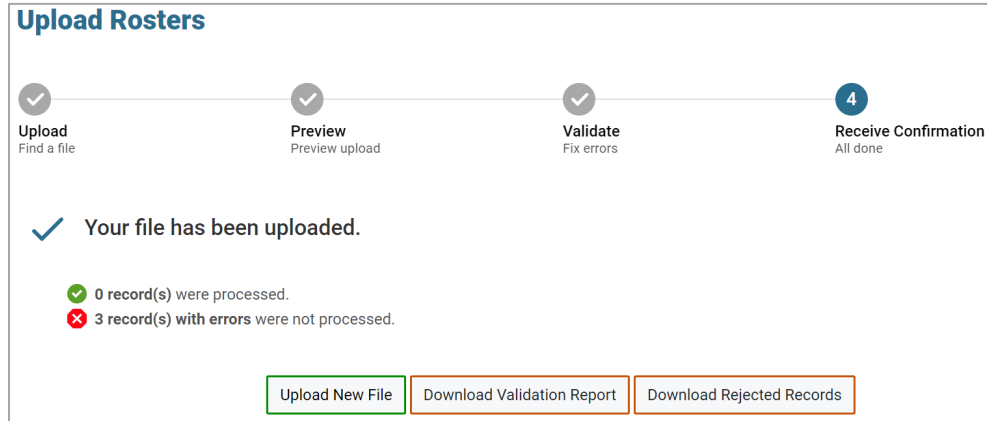 Upload Rosters
4
Upload
Preview
Validate
Receive Confirmation
Find a file
Preview upload
Fix errors
All done
Your file has been uploaded.
0 record(s) were processed.
3 record(s) with errors were not processed.
Upload New File
Download Validation Report
Download Rejected Records